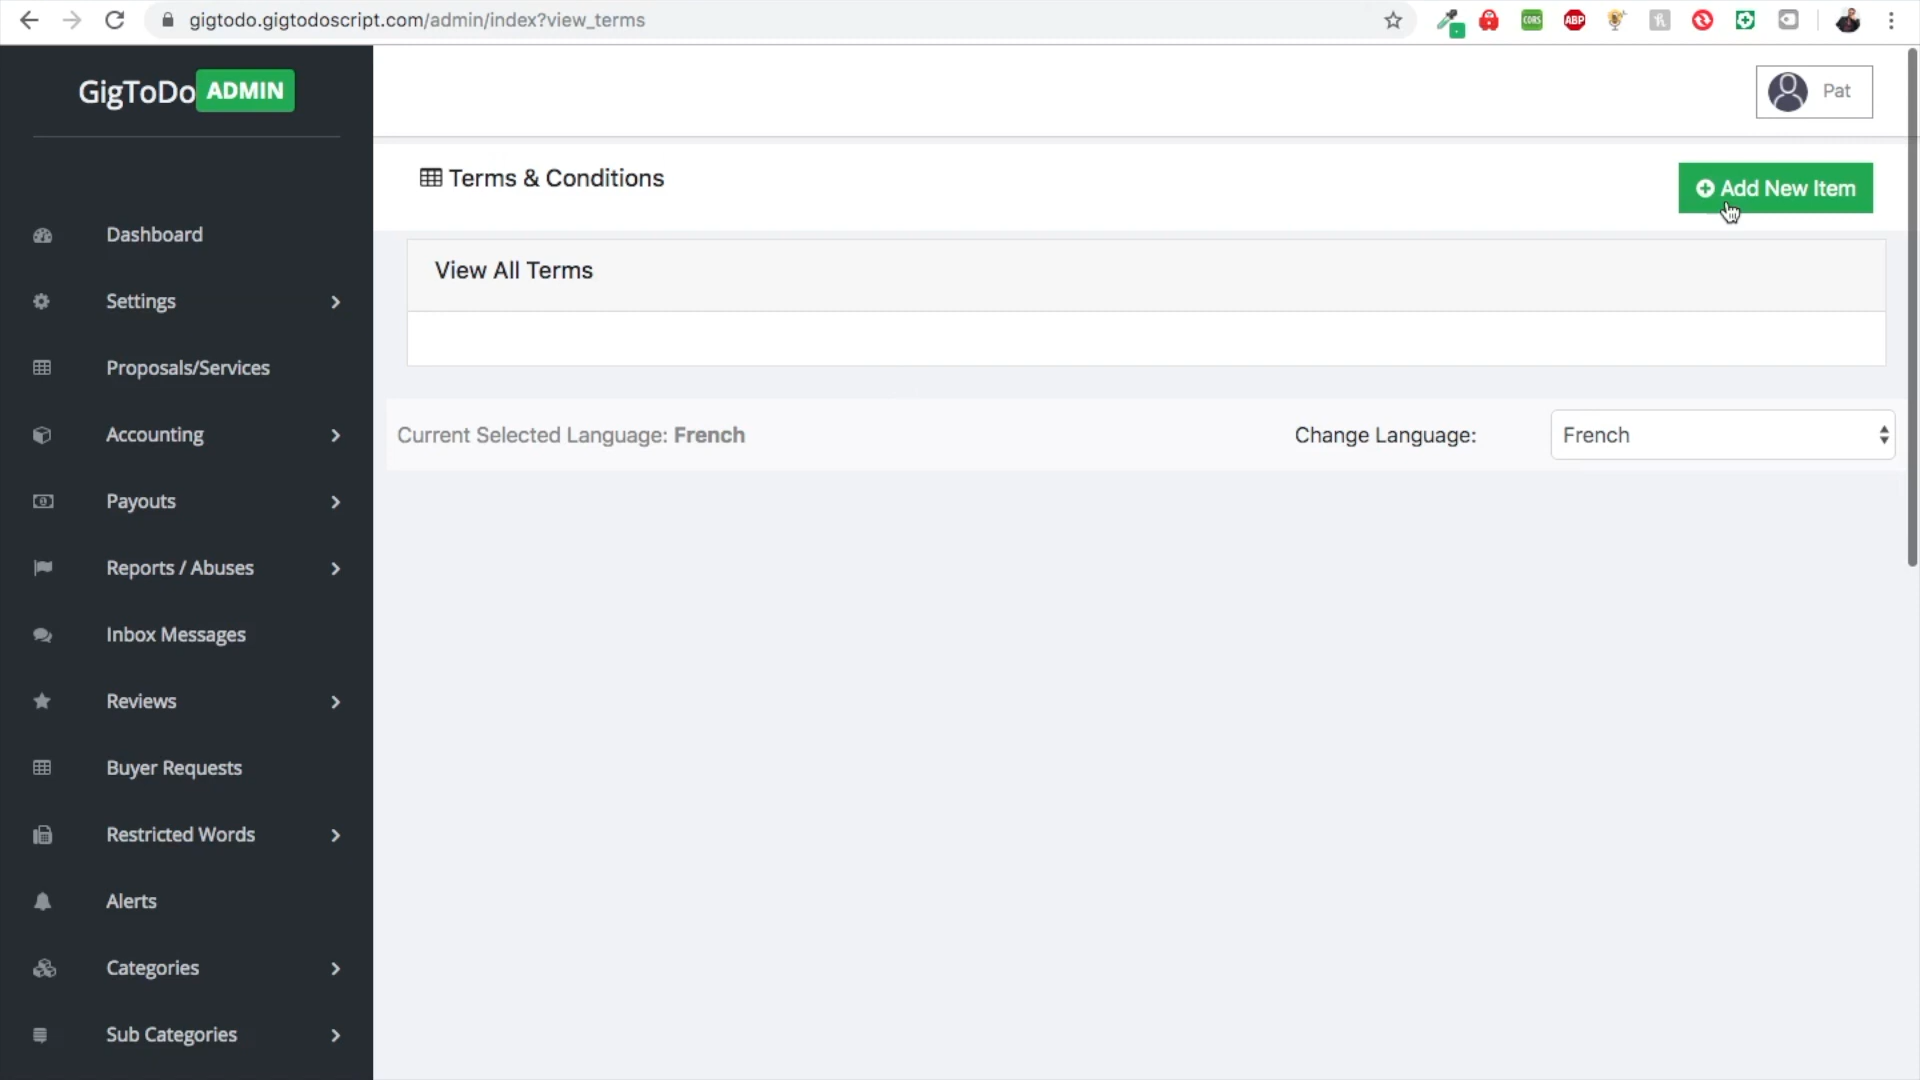 gigtodo.gigtodoscript.com/admin/index?view_terms
CORS
ABP
GigToDo ADMIN
Pat
Terms & Conditions
Add New Item
Dashboard
View All Terms
Settings
Proposals/Services
Accounting
Current Selected Language: French
Change Language:
French
Payouts
Reports / Abuses
Inbox Messages
Reviews
Buyer Requests
Restricted Words
Alerts
Categories
Sub Categories